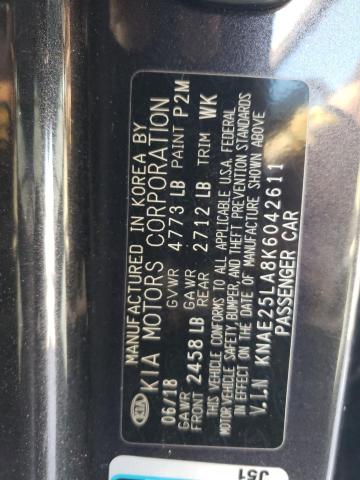 MANUFACTURED IN KOREA BY
KIA KIA MOTORS CORPORATION
06/18 GVWR 4773 LB PAINT P2M
GAWR FRONT 2458 LB GAWR REAR 2712 LB TRIM WK
THIS VEHICLE CONFORMS TO ALL APPLICABLE U.S.A. FEDERAL
MOTOR VEHICLE SAFETY, BUMPER, AND THEFT PREVENTION STANDARDS
IN EFFECT ON THE DATE OF MANUFACTURE SHOWN ABOVE
V.I.N KNAE25LA8K6042611
PASSENGER CAR
J51